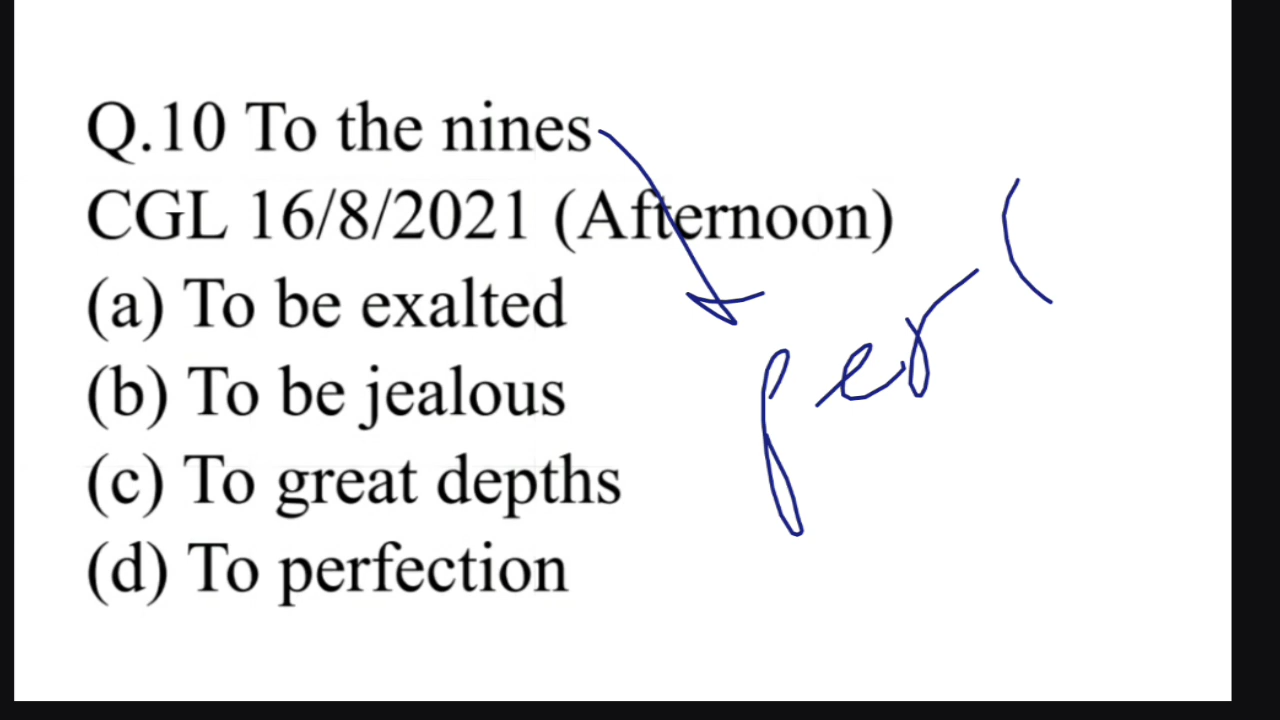 Q.10 To the nines
CGL 16/8/2021 (Afternoon)
(a) To be exalted
(b) To be jealous
(c) To great depths
(d) To perfection
per